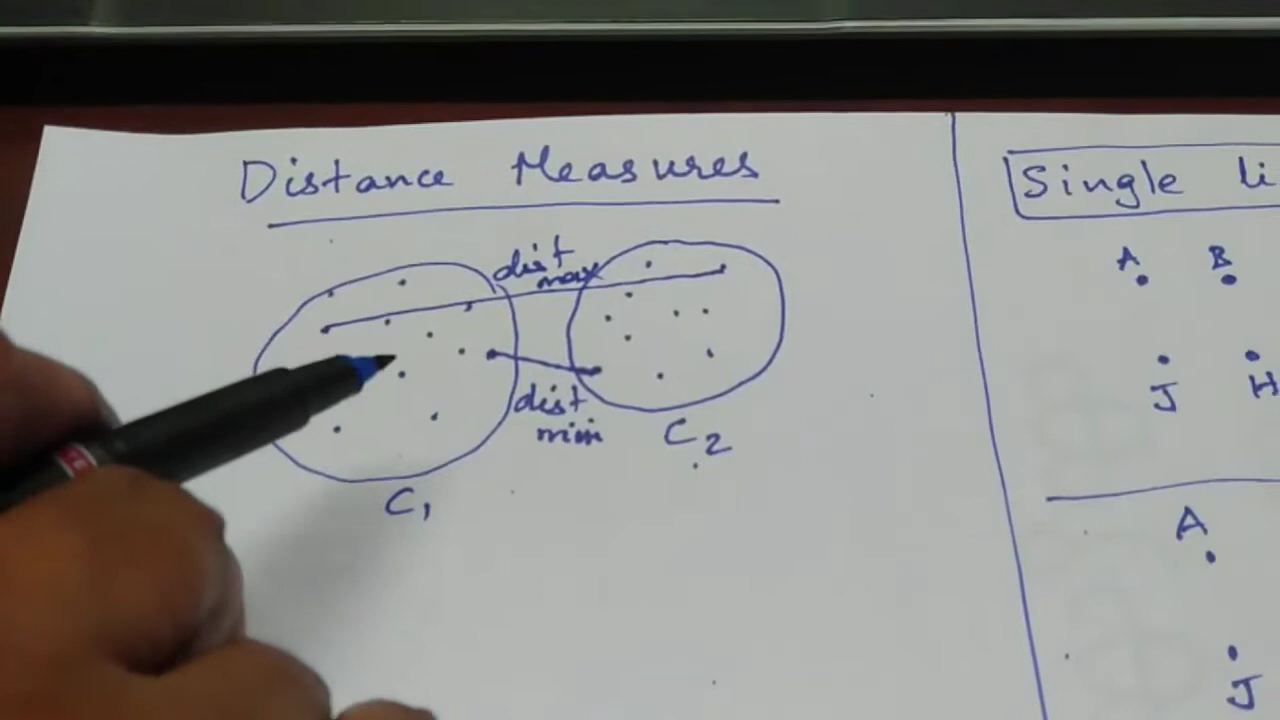 Distance Measures
dist
max
dist
min
C1
C2
Single li
A B
J H
A
J